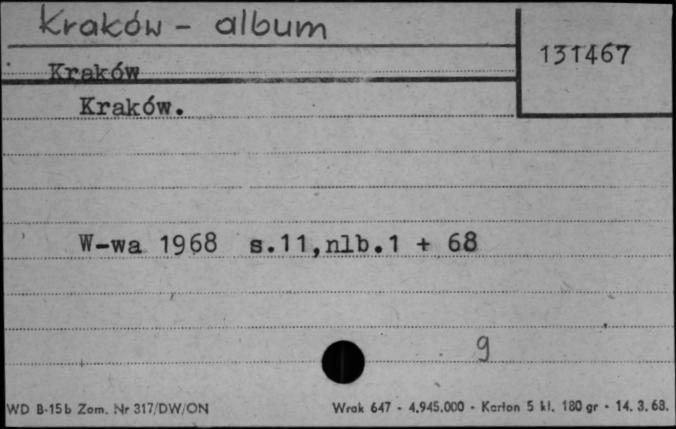 Kraków - album
131467
Kraków
Kraków.
W-wa 1968 s.11,nlb.1 + 68
g
WD B-15b Zam. Nr 317/DW/ON Wrak 647 - 4.945.000 - Karton 5 kl. 180 gr - 14. 3. 68.